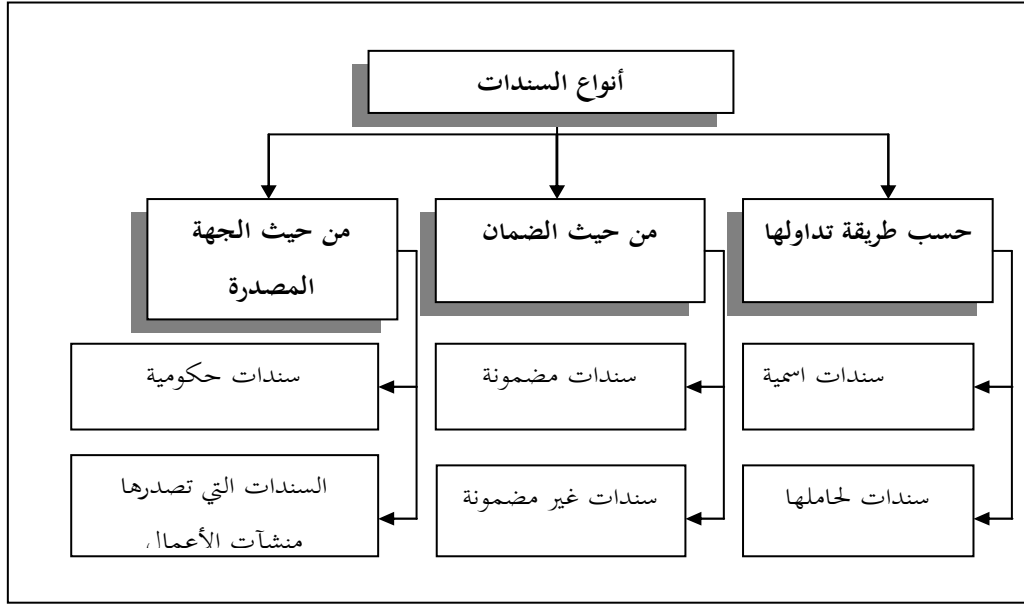 أنواع السندات
حسب طريقة تداولها
من حيث الضمان
من حيث الجهة
المصدرة
سندات اسمية
سندات مضمونة
سندات حكومية
سندات لحاملها
سندات غير مضمونة
السندات التي تصدرها
منشآت الأعمال